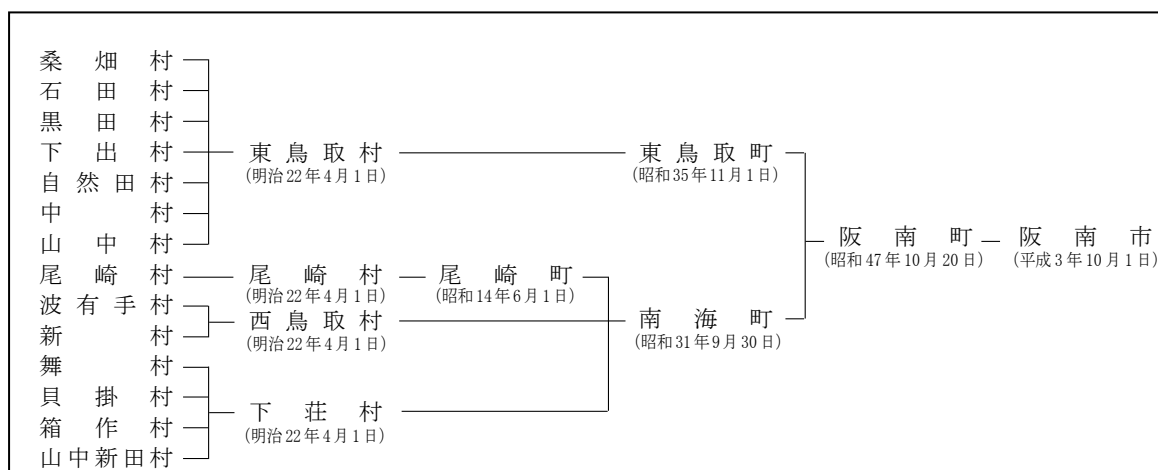 桑畑村
石田村
黒田村
下出村
自然田村
中村
山中村
尾崎村
波有手村
新村
舞村
貝掛村
箱作村
山中新田村
東鳥取村
(明治22年4月1日)
尾崎村
(明治22年4月1日)
西鳥取村
(明治22年4月1日)
下荘村
(明治22年4月1日)
尾崎町
(昭和14年6月1日)
東鳥取町
(昭和35年11月1日)
南海町
(昭和31年9月30日)
阪南町
(昭和47年10月20日)
阪南市
(平成3年10月1日)